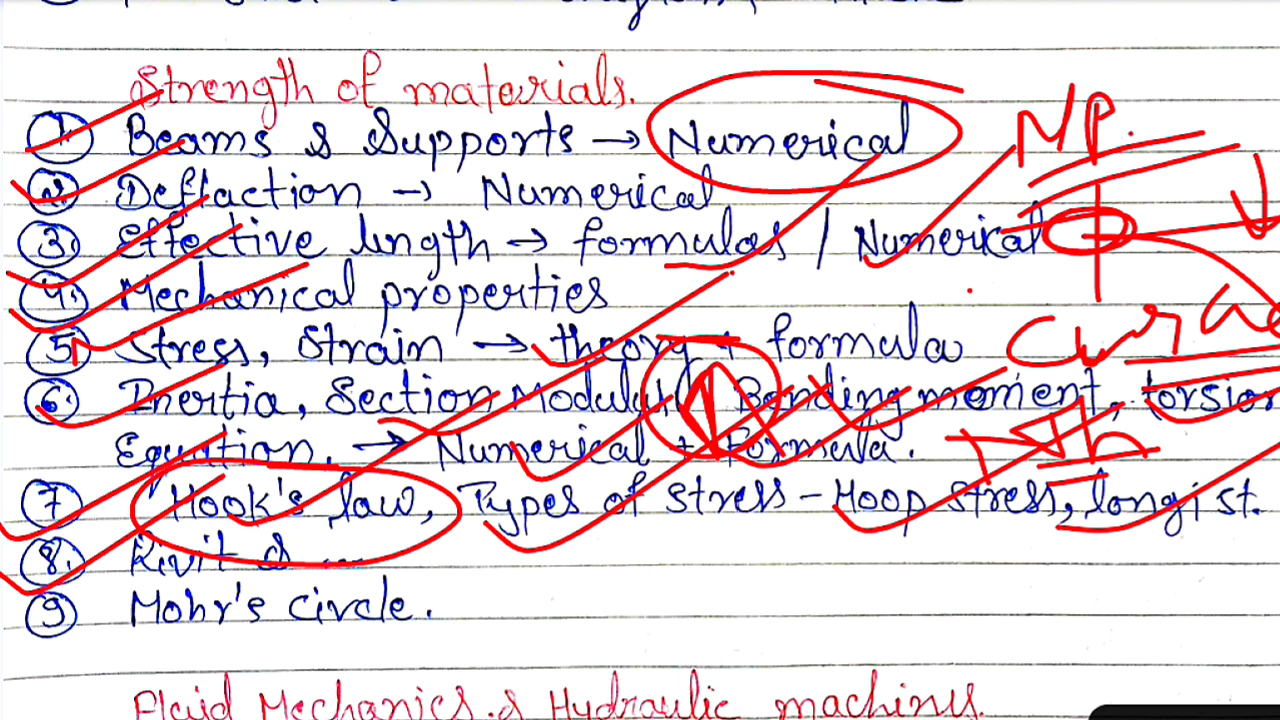 Strength of materials.
① Beams & Supports → Numerical
② Deflaction → Numerical
③ Effective length → formulas / Numerical
④ Mechanical properties
⑤ Stress, Strain → theory + formula
⑥ Inertia, Section Modulus, Bending moment, torsion
Equation. → Numerical + Formula.
⑦ Hook's law, Types of stress - Hoop stress, longi st.
⑧ Rivit & ....
⑨ Mohr's circle.
Fluid Mechanics & Hydraulic machines.